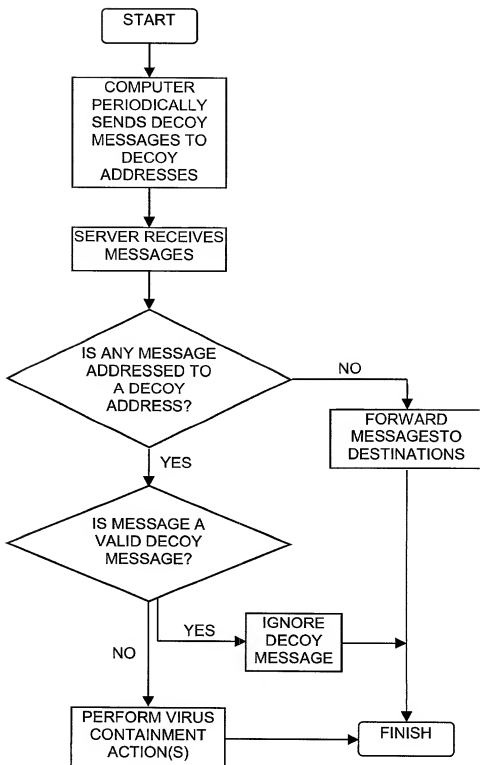 START
COMPUTER
PERIODICALLY
SENDS DECOY
MESSAGES TO
DECOY
ADDRESSES
SERVER RECEIVES
MESSAGES
IS ANY MESSAGE
ADDRESSED TO
A DECOY
ADDRESS?
NO
FORWARD
MESSAGESTO
DESTINATIONS
YES
IS MESSAGE A
VALID DECOY
MESSAGE?
YES
IGNORE
DECOY
MESSAGE
NO
PERFORM VIRUS
CONTAINMENT
ACTION(S)
FINISH